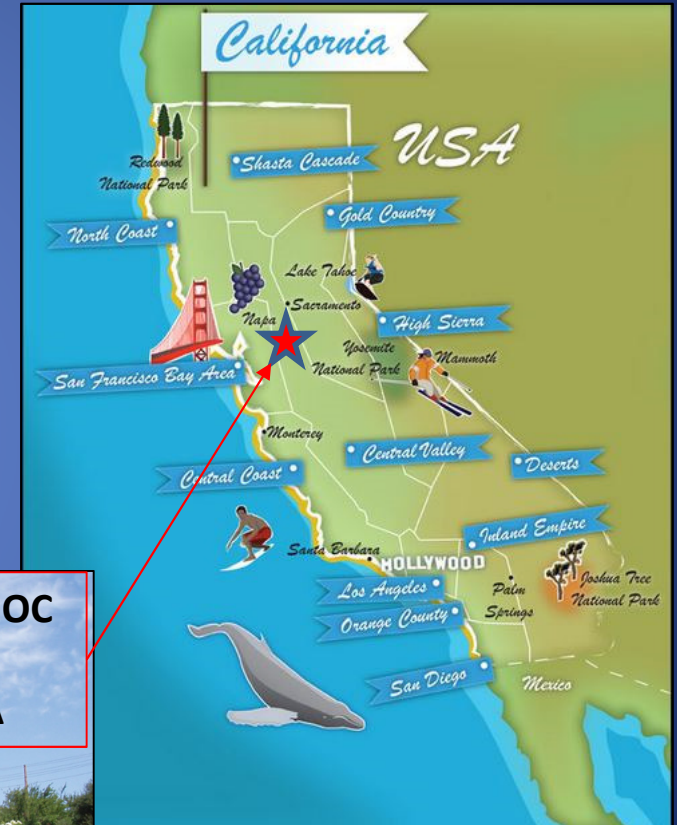 California
USA
Redwood
National Park
Shasta Cascade
Gold Country
North Coast
Lake Tahoe
Sacramento
Napa
High Sierra
Yosemite
National Park
Mammoth
San Francisco Bay Area
Monterey
Central Valley
Deserts
Central Coast
Inland Empire
Santa Barbara
HOLLYWOOD
Los Angeles
Palm
Springs
Joshua Tree
National Park
Orange County
San Diego
Mexico
OC
A